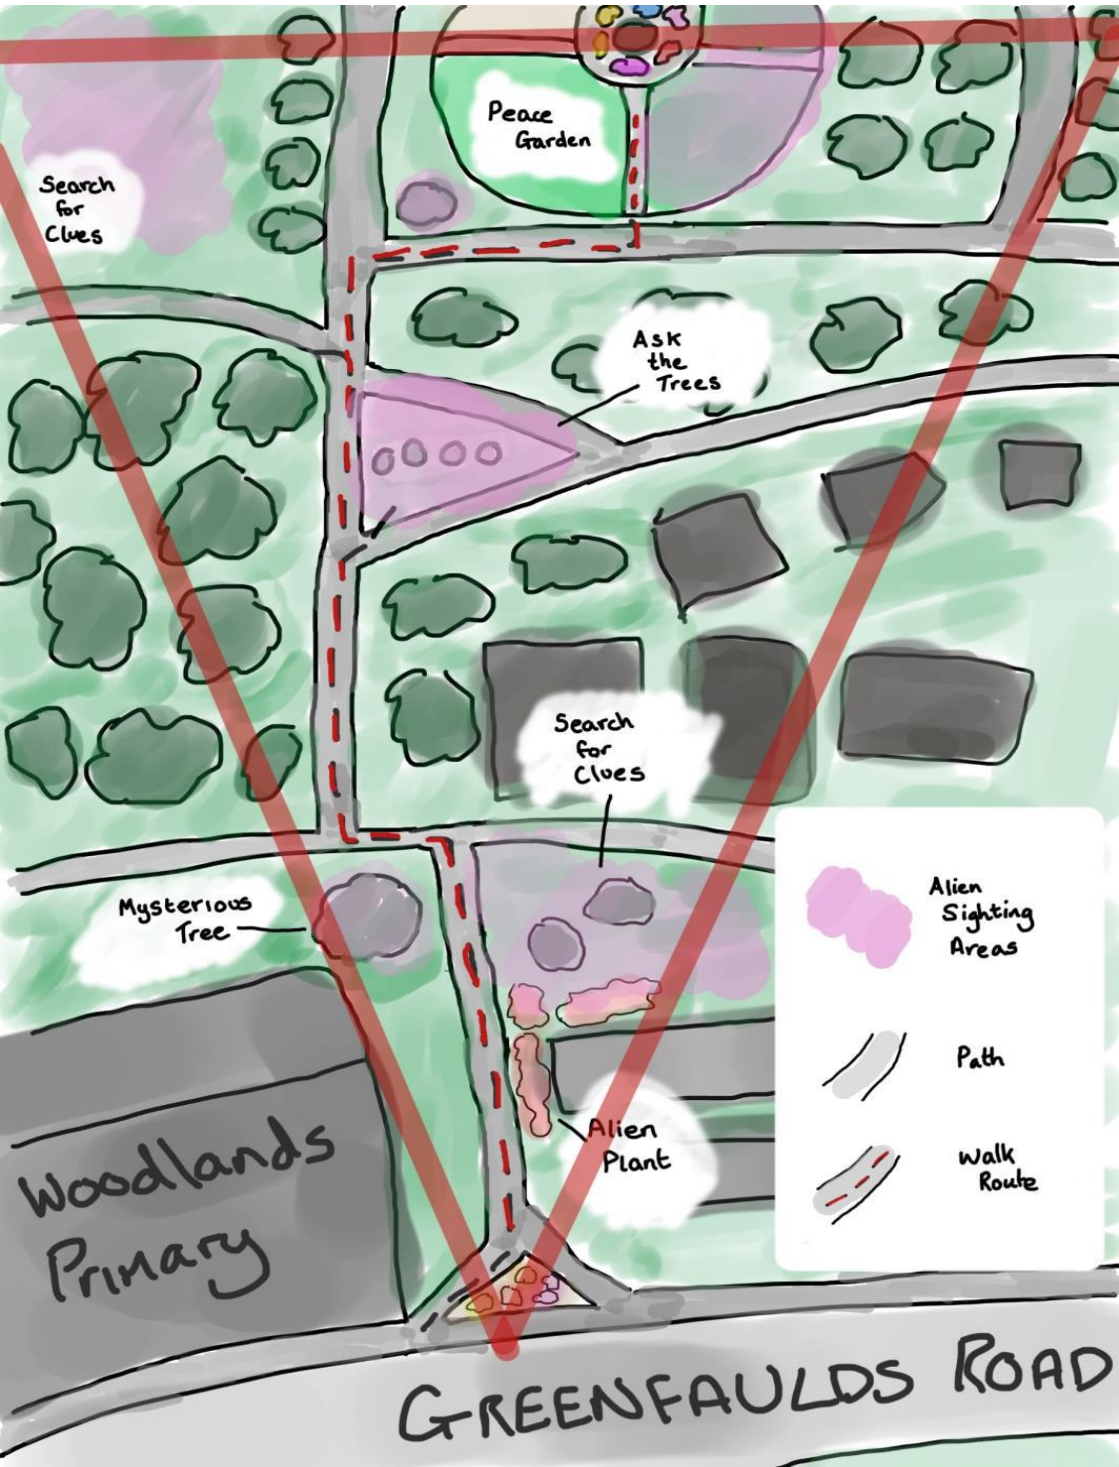 Peace
Garden
Search
for
Clues
Ask
the
Trees
Search
for
Clues
Mysterious
Tree
Alien
Sighting
Areas
Path
Alien
Plant
Walk
Route
Woodlands
Primary
GREENFAULDS ROAD